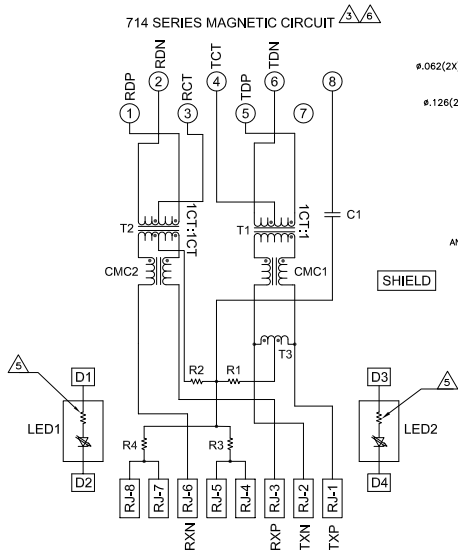 714 SERIES MAGNETIC CIRCUIT 3 6
RDP
RDN
RCT
TCT
TDP
TDN
1
2
3
4
5
6
7
8
ø.062(2X
ø.126(2
T2
1CT:1CT
T1
1CT:1
C1
AN
CMC2
CMC1
SHIELD
T3
R2
R1
5
D1
LED1
D2
5
D3
LED2
D4
R4
R3
RJ-8
RJ-7
RJ-6
RJ-5
RJ-4
RJ-3
RJ-2
RJ-1
RXN
RXP
TXN
TXP